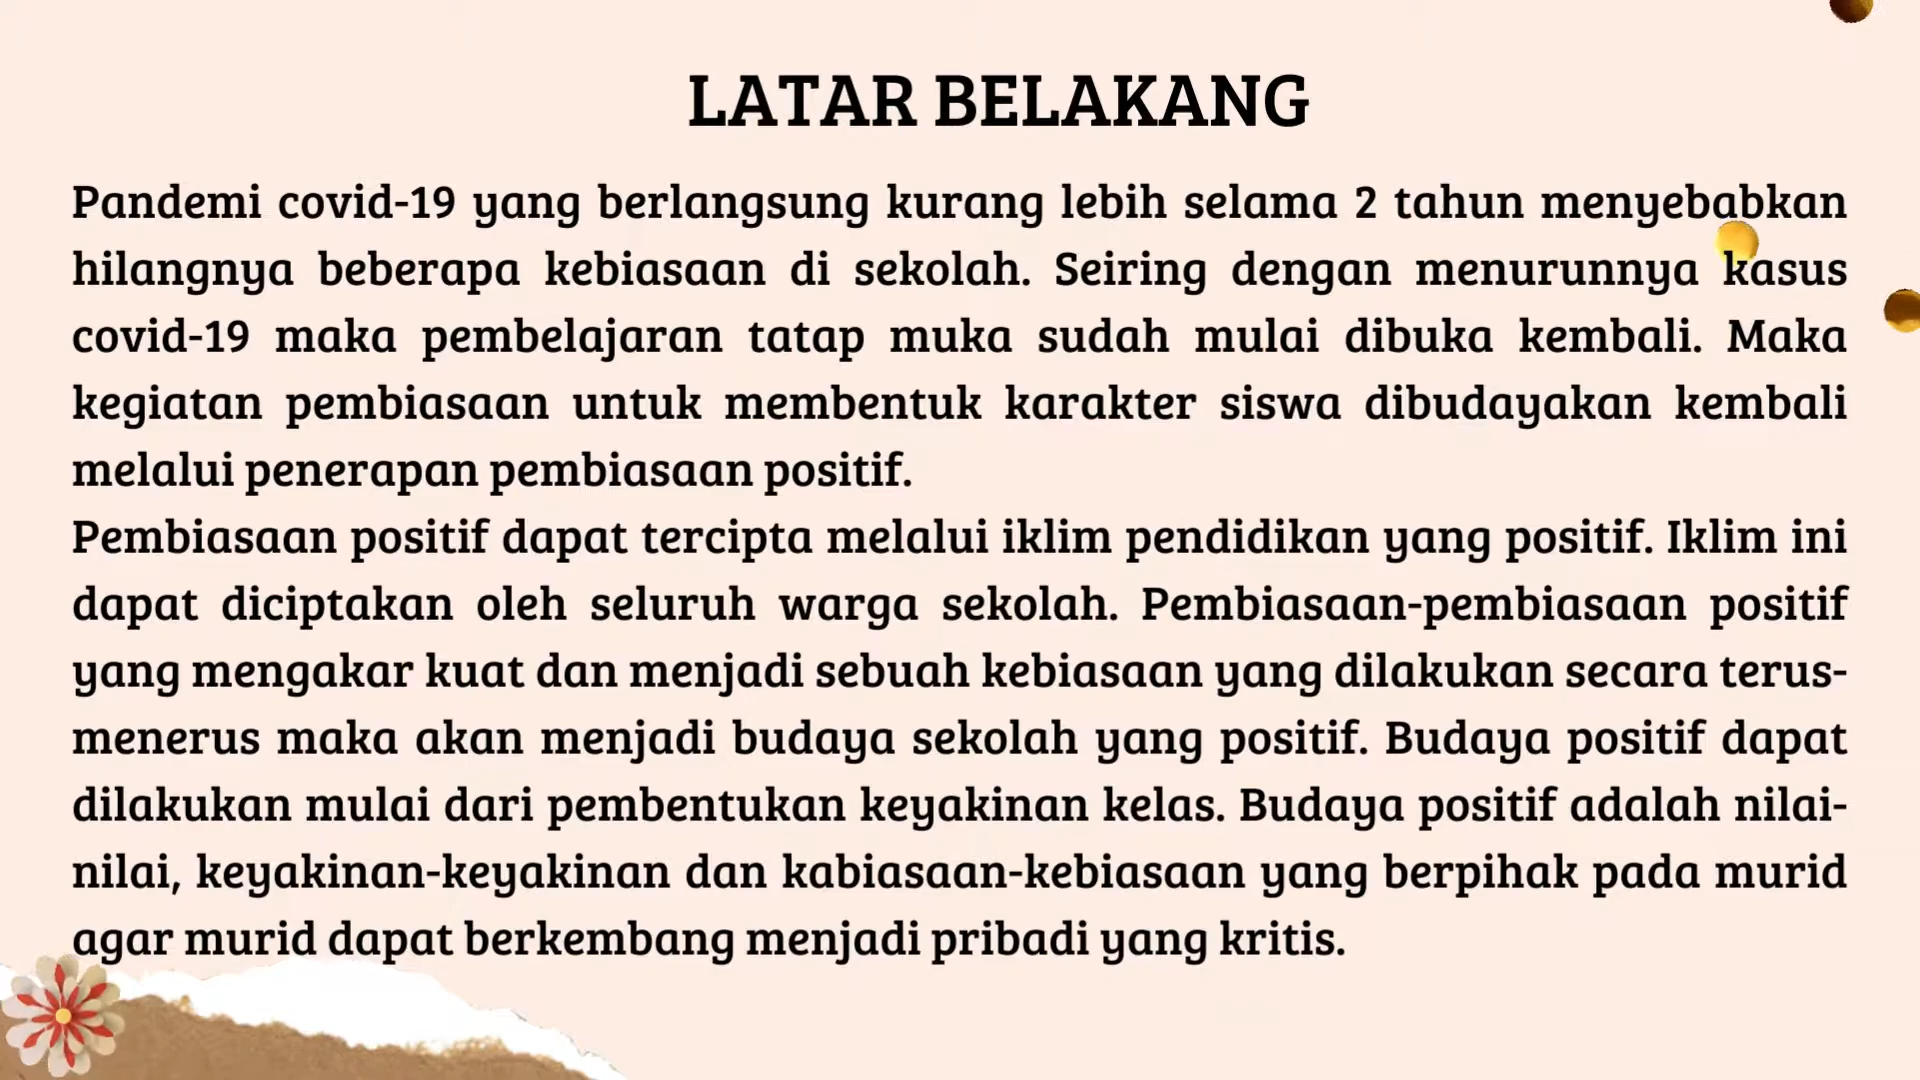 LATAR BELAKANG
Pandemi covid-19 yang berlangsung kurang lebih selama 2 tahun menyebabkan
hilangnya beberapa kebiasaan di sekolah. Seiring dengan menurunnya kasus
covid-19 maka pembelajaran tatap muka sudah mulai dibuka kembali. Maka
kegiatan pembiasaan untuk membentuk karakter siswa dibudayakan kembali
melalui penerapan pembiasaan positif.
Pembiasaan positif dapat tercipta melalui iklim pendidikan yang positif. Iklim ini
dapat diciptakan oleh seluruh warga sekolah. Pembiasaan-pembiasaan positif
yang mengakar kuat dan menjadi sebuah kebiasaan yang dilakukan secara terus-
menerus maka akan menjadi budaya sekolah yang positif. Budaya positif dapat
dilakukan mulai dari pembentukan keyakinan kelas. Budaya positif adalah nilai-
nilai, keyakinan-keyakinan dan kabiasaan-kebiasaan yang berpihak pada murid
agar murid dapat berkembang menjadi pribadi yang kritis.